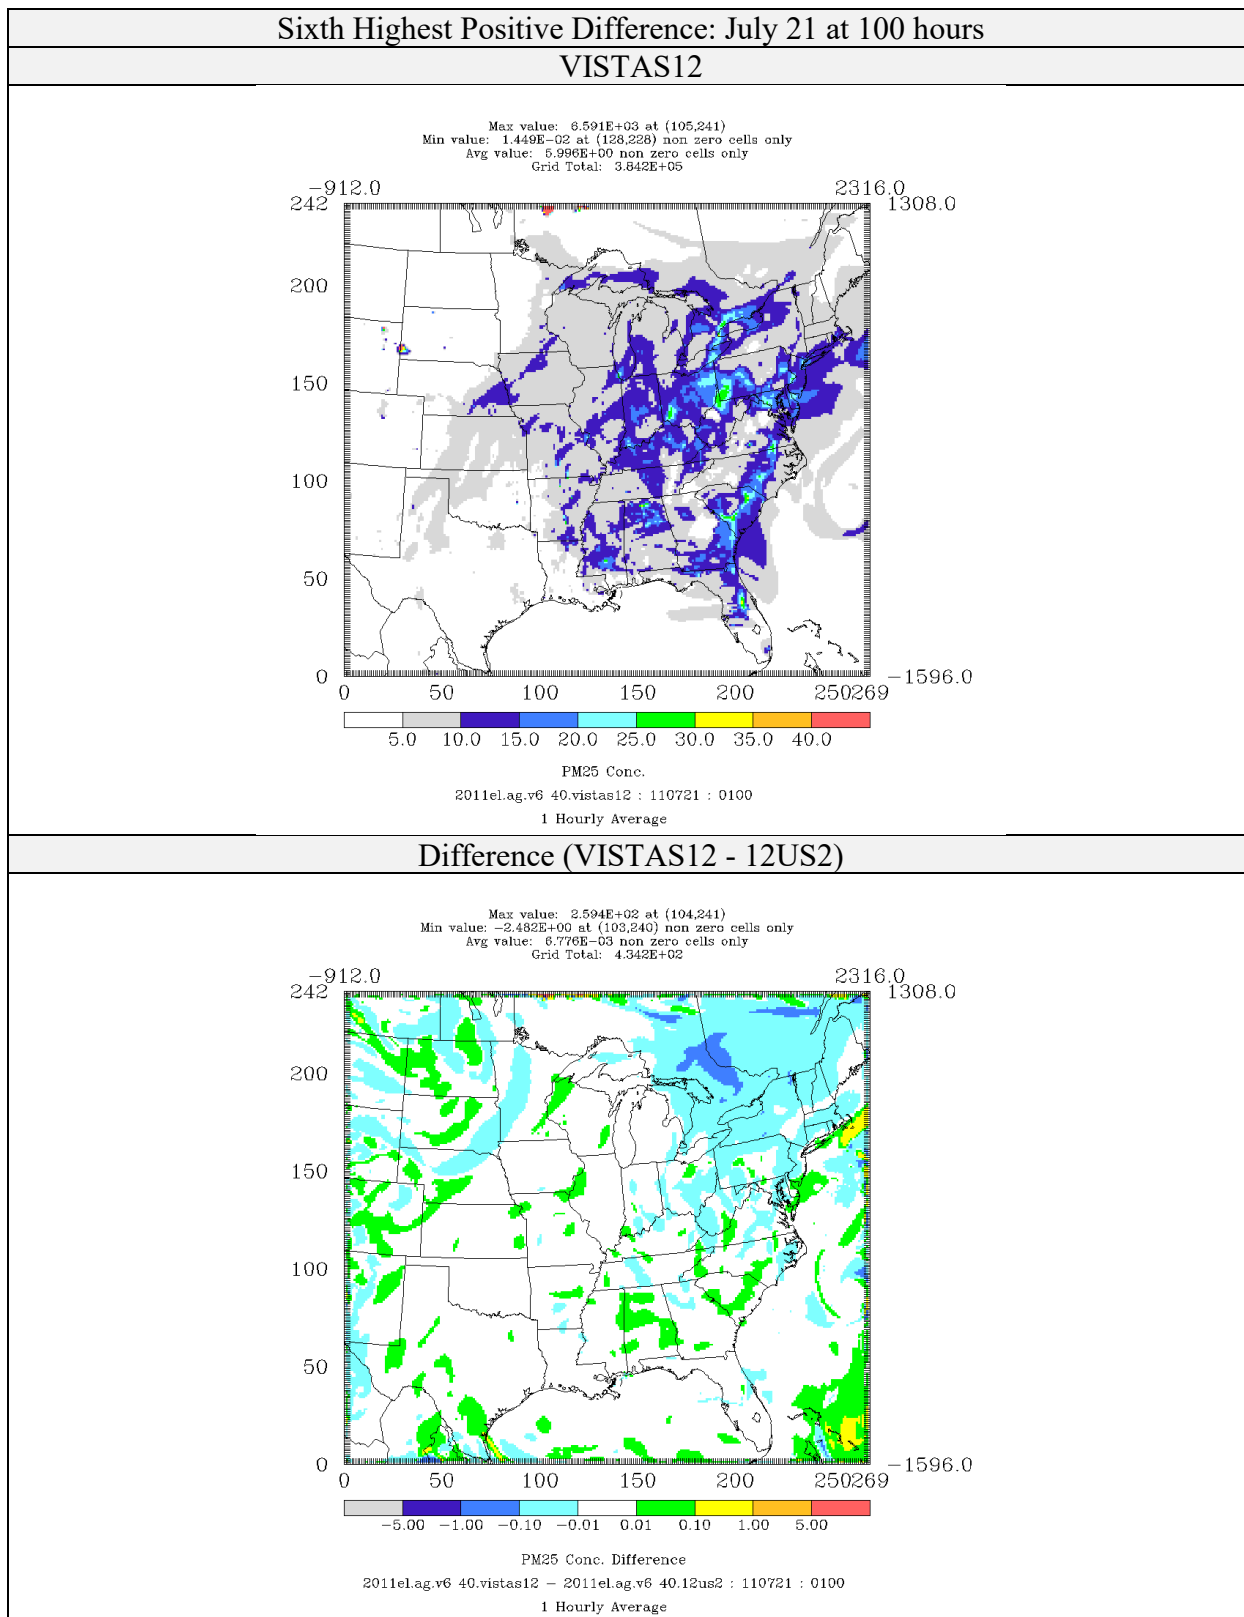 Sixth Highest Positive Difference: July 21 at 100 hours
VISTAS12
Max value: 6.591E+03 at (105,241)
Min value: 1.449E-02 at (128,228) non zero cells only
Avg value: 5.996E+00 non zero cells only
Grid Total: 3.842E+05
-912.0 2316.0
242 1308.0
200
150
100
50
0 -1596.0
0 50 100 150 200 250 269
5.0 10.0 15.0 20.0 25.0 30.0 35.0 40.0
PM25 Conc.
2011el.ag.v6 40.vistas12 : 110721 : 0100
1 Hourly Average
Difference (VISTAS12 - 12US2)
Max value: 2.594E+02 at (104,241)
Min value: -2.482E+00 at (103,240) non zero cells only
Avg value: 6.776E-03 non zero cells only
Grid Total: 4.342E+02
-912.0 2316.0
242 1308.0
200
150
100
50
0 -1596.0
0 50 100 150 200 250 269
-5.00 -1.00 -0.10 -0.01 0.01 0.10 1.00 5.00
PM25 Conc. Difference
2011el.ag.v6 40.vistas12 - 2011el.ag.v6 40.12us2 : 110721 : 0100
1 Hourly Average